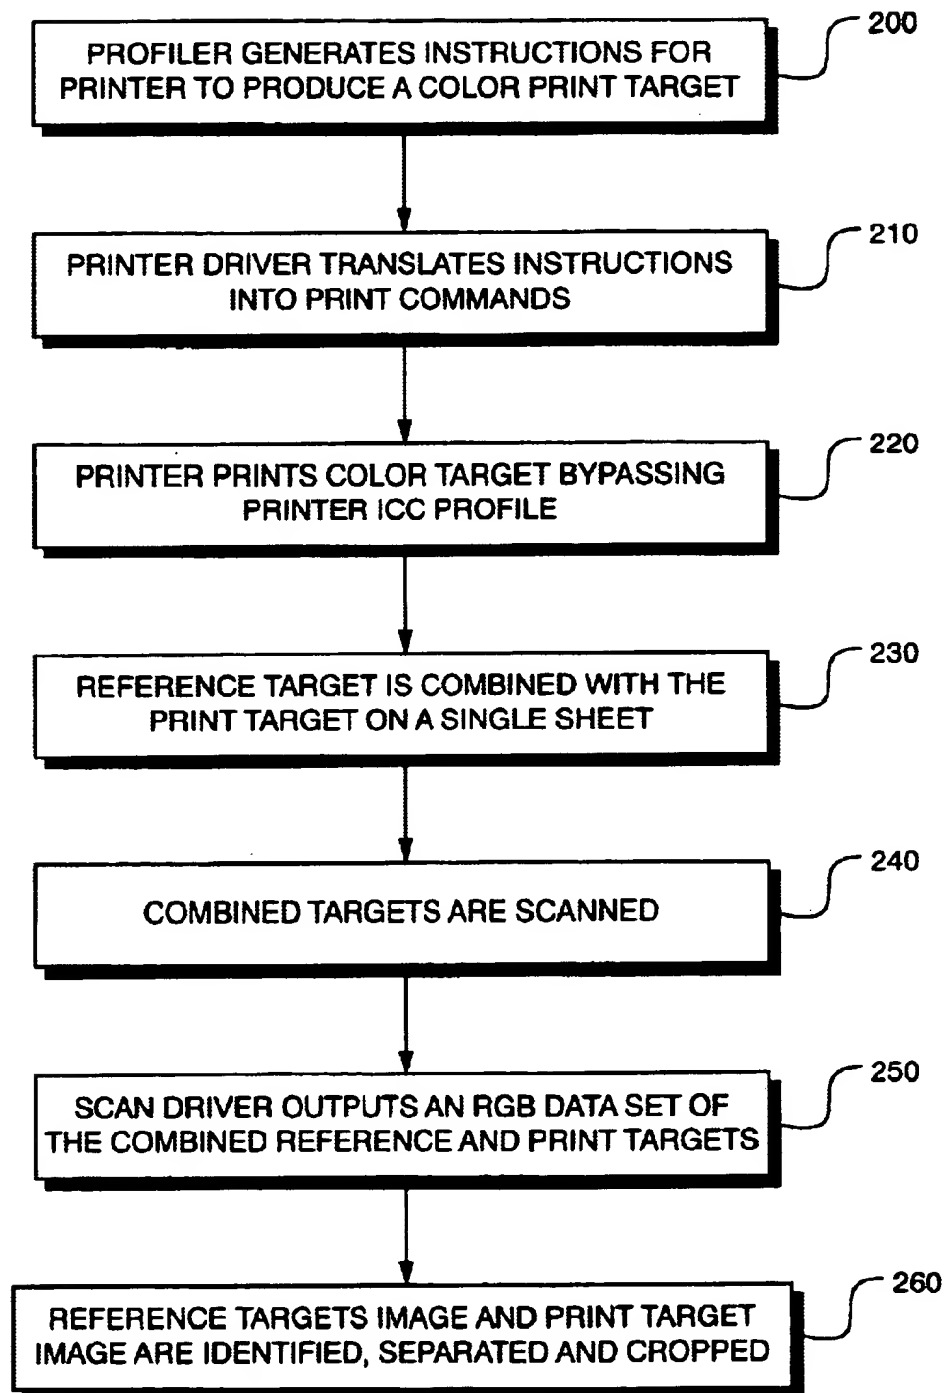 200
PROFILER GENERATES INSTRUCTIONS FOR
PRINTER TO PRODUCE A COLOR PRINT TARGET
210
PRINTER DRIVER TRANSLATES INSTRUCTIONS
INTO PRINT COMMANDS
220
PRINTER PRINTS COLOR TARGET BYPASSING
PRINTER ICC PROFILE
230
REFERENCE TARGET IS COMBINED WITH THE
PRINT TARGET ON A SINGLE SHEET
240
COMBINED TARGETS ARE SCANNED
250
SCAN DRIVER OUTPUTS AN RGB DATA SET OF
THE COMBINED REFERENCE AND PRINT TARGETS
260
REFERENCE TARGETS IMAGE AND PRINT TARGET
IMAGE ARE IDENTIFIED, SEPARATED AND CROPPED